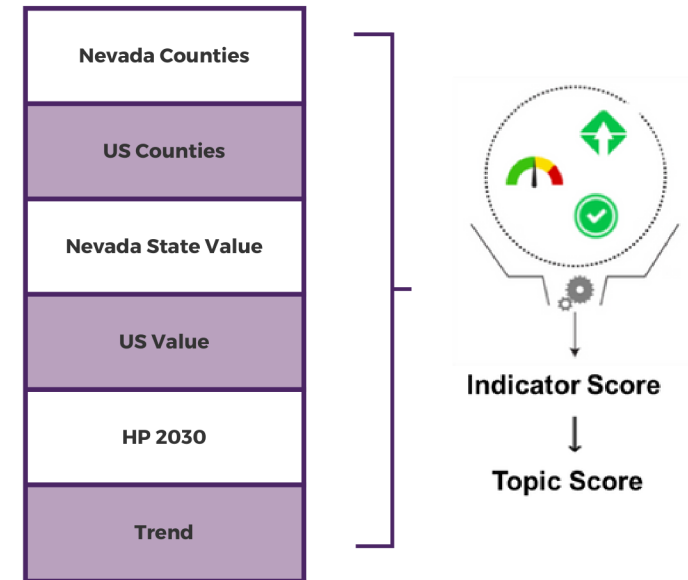 Nevada Counties
US Counties
Nevada State Value
US Value
HP 2030
Trend
Indicator Score
Topic Score